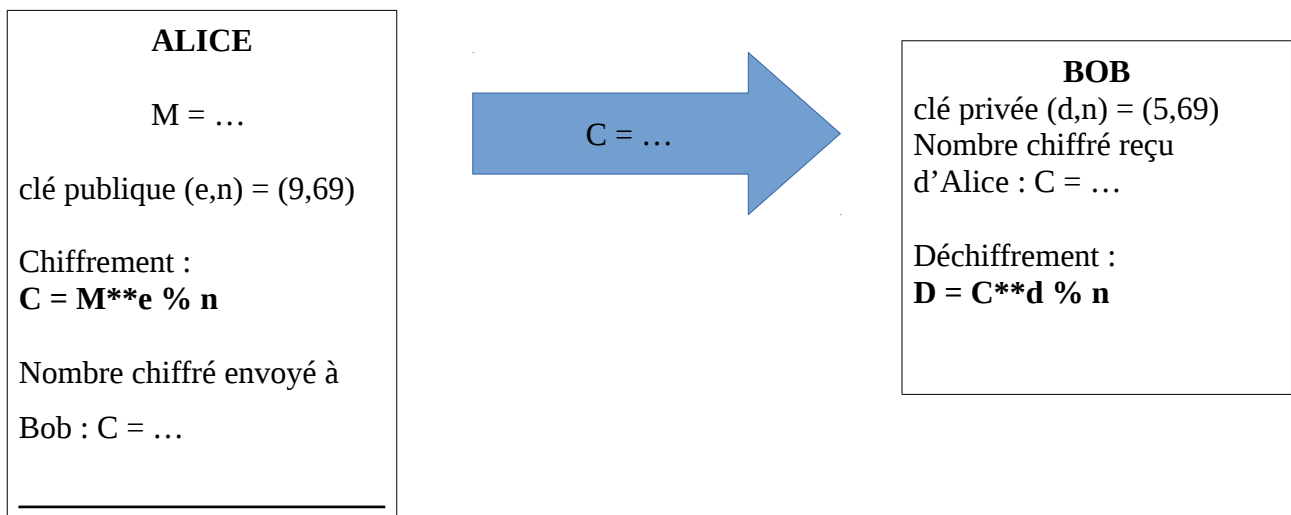 ALICE
M = …
clé publique (e,n) = (9,69)
Chiffrement :
C = M**e % n
Nombre chiffré envoyé à
Bob : C = …
C = …
BOB
clé privée (d,n) = (5,69)
Nombre chiffré reçu
d’Alice : C = …
Déchiffrement :
D = C**d % n